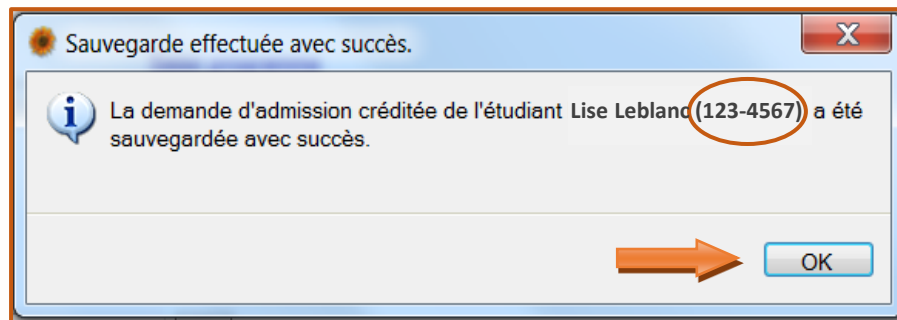 Sauvegarde effectuée avec succès.
La demande d'admission créditée de l'étudiant Lise Leblanc (123-4567) a été
sauvegardée avec succès.
OK